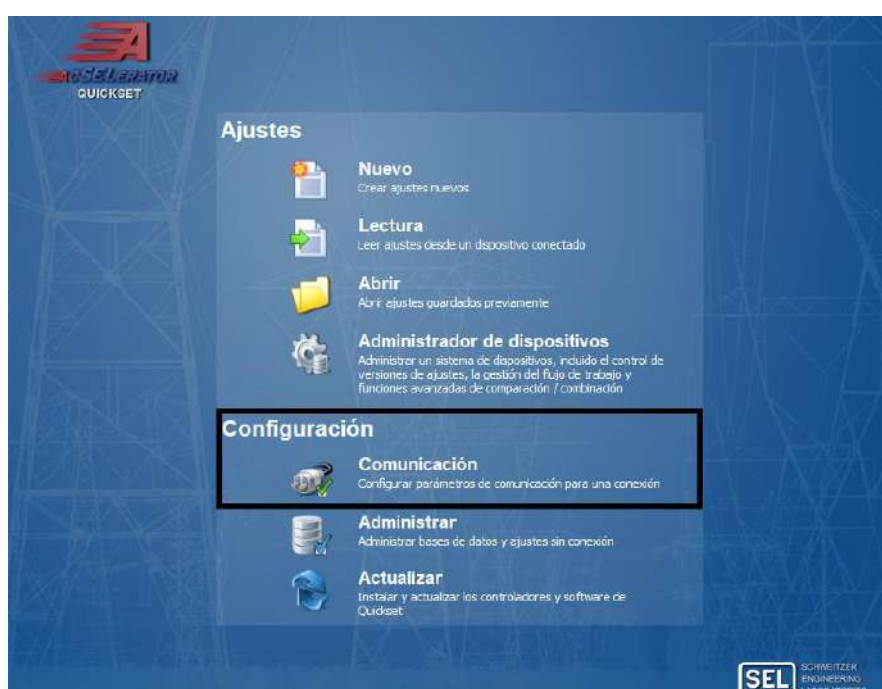 ACSELERATOR
QUICKSET
Ajustes
Nuevo
Crear ajustes nuevos
Lectura
Leer ajustes desde un dispositivo conectado
Abrir
Abrir ajustes guardados previamente
Administrador de dispositivos
Administrar un sistema de dispositivos, incluido el control de
versiones de ajustes, la gestión del flujo de trabajo y
funciones avanzadas de comparación / combinación
Configuración
Comunicación
Configurar parámetros de comunicación para una conexión
Administrar
Administrar bases de datos y ajustes sin conexión
Actualizar
Instalar y actualizar los controladores y software de
Quickset
SEL
SCHWEITZER
ENGINEERING